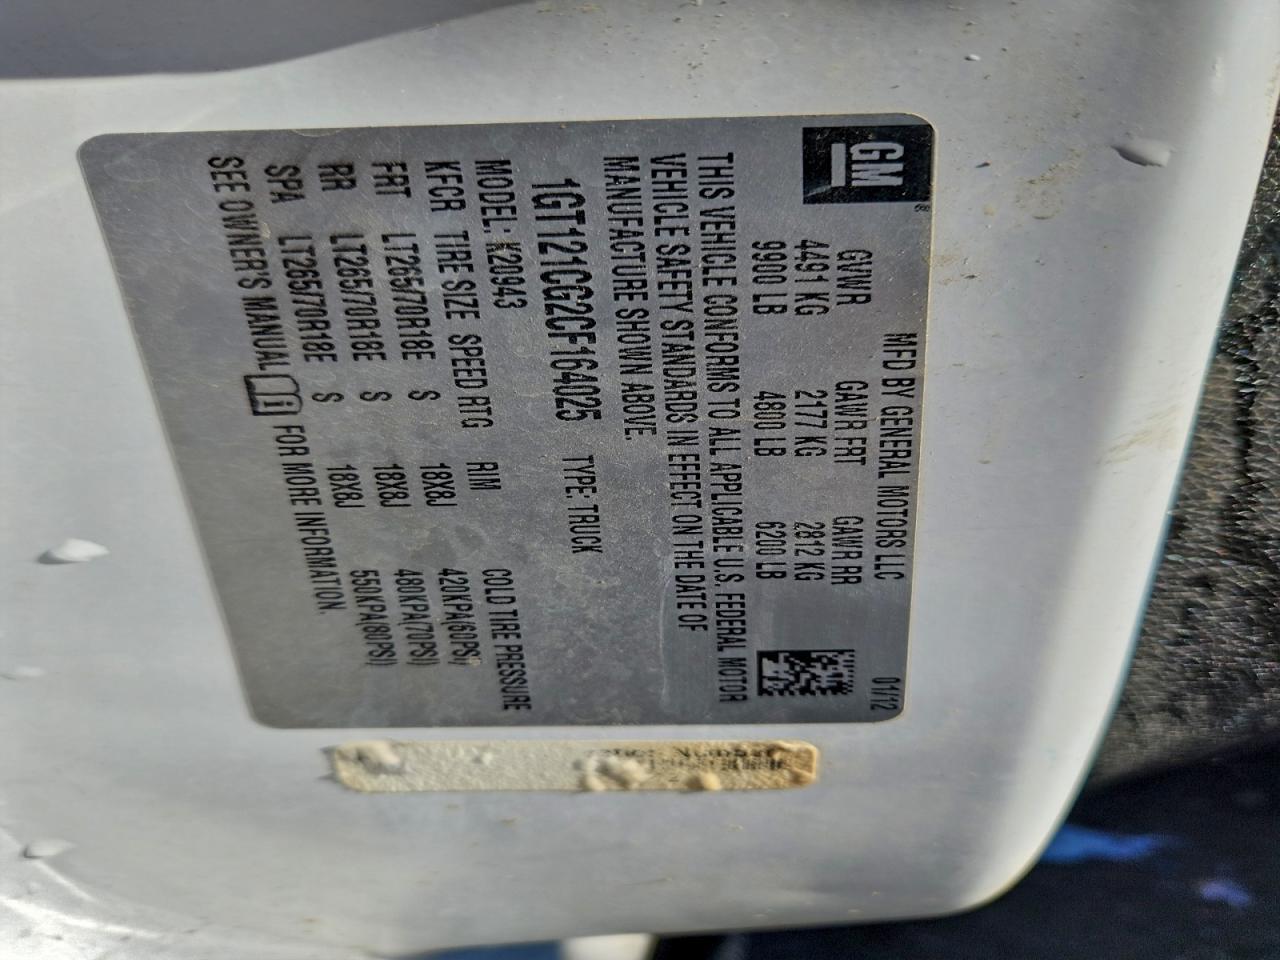 GM®
01/12
MFD BY GENERAL MOTORS LLC
GVWR GAWR FRT GAWR RR
4491 KG 2177 KG 2812 KG
9900 LB 4800 LB 6200 LB
THIS VEHICLE CONFORMS TO ALL APPLICABLE U.S. FEDERAL MOTOR
VEHICLE SAFETY STANDARDS IN EFFECT ON THE DATE OF
MANUFACTURE SHOWN ABOVE.
1GT121CG2CF164025 TYPE: TRUCK
MODEL: K20943
KFCR TIRE SIZE SPEED RTG RIM COLD TIRE PRESSURE
FRT LT265/70R18E S 18X8J 420KPA(60PSI)
RR LT265/70R18E S 18X8J 480KPA(70PSI)
SPA LT265/70R18E S 18X8J 550KPA(80PSI)
SEE OWNER'S MANUAL FOR MORE INFORMATION.